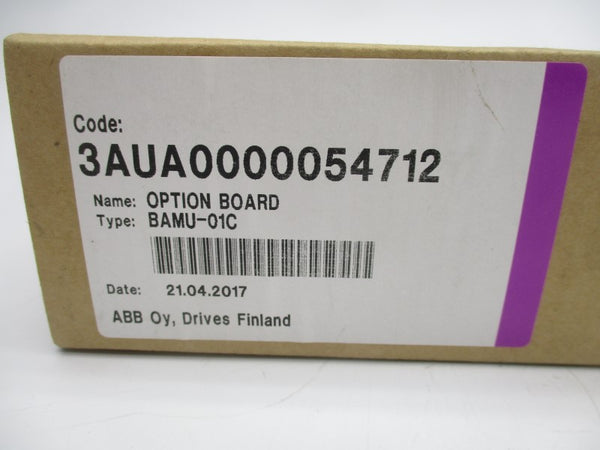 Code:
3AUA0000054712
Name: OPTION BOARD
Type: BAMU-01C
Date: 21.04.2017
ABB Oy, Drives Finland